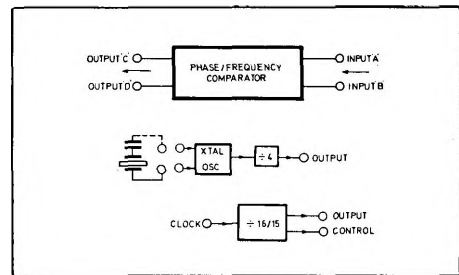 OUTPUT'C' PHASE/FREQUENCY INPUT'A'
OUTPUT'D' COMPARATOR INPUT'B'
XTAL
OSC ÷4 OUTPUT
CLOCK ÷16/15 OUTPUT
CONTROL